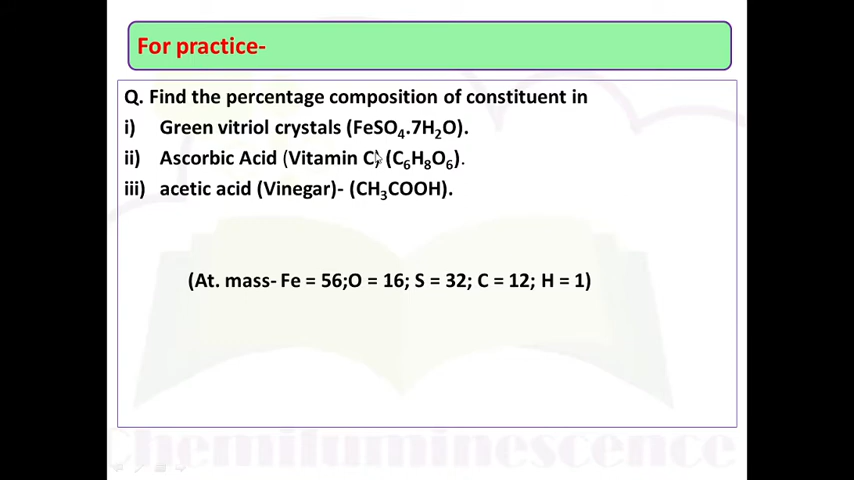 For practice-
Q. Find the percentage composition of constituent in
i) Green vitriol crystals (FeSO₄.7H₂O).
ii) Ascorbic Acid (Vitamin C, (C₆H₈O₆).
iii) acetic acid (Vinegar)- (CH₃COOH).
(At. mass- Fe = 56;O = 16; S = 32; C = 12; H = 1)
Chemiluminescence